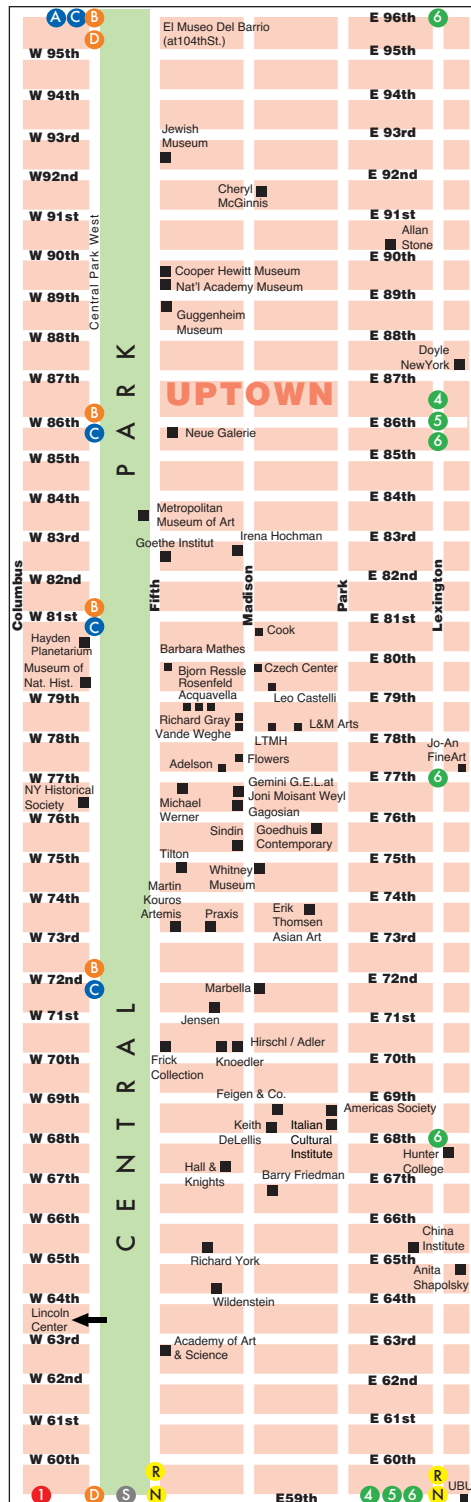 A C B
El Museo Del Barrio
(at104thSt.)
E 96th
6
D
W 95th
E 95th
W 94th
E 94th
W 93rd
Jewish
Museum
E 93rd
W92nd
E 92nd
Cheryl
McGinnis
W 91st
E 91st
Allan
Stone
Central Park West
W 90th
E 90th
Cooper Hewitt Museum
Nat'l Academy Museum
W 89th
E 89th
Guggenheim
Museum
W 88th
E 88th
Doyle
NewYork
W 87th
E 87th
UPTOWN
4
B
W 86th
E 86th
5
C
Neue Galerie
6
W 85th
E 85th
W 84th
E 84th
Metropolitan
Museum of Art
W 83rd
E 83rd
Goethe Institut
Irena Hochman
W 82nd
E 82nd
Columbus
CENTRAL PARK
Fifth
Madison
Park
Lexington
B
W 81st
E 81st
C
Cook
Hayden
Planetarium
Barbara Mathes
W 80th
E 80th
Museum of
Nat. Hist.
Bjorn Ressle
Rosenfeld
Acquavella
Czech Center
Leo Castelli
W 79th
E 79th
Richard Gray
Vande Weghe
L&M Arts
LTMH
W 78th
E 78th
Jo-An
FineArt
Adelson
Flowers
W 77th
E 77th
6
NY Historical
Society
Michael
Werner
Gemini G.E.L.at
Joni Moisant Weyl
Gagosian
W 76th
E 76th
Sindin
Goedhuis
Contemporary
W 75th
E 75th
Tilton
Whitney
Museum
W 74th
E 74th
Martin
Kouros
Artemis
Praxis
Erik
Thomsen
Asian Art
W 73rd
E 73rd
B
W 72nd
E 72nd
C
Marbella
W 71st
E 71st
Jensen
Hirschl / Adler
W 70th
E 70th
Frick
Collection
Knoedler
W 69th
E 69th
Feigen & Co.
Americas Society
Keith
DeLellis
Italian
Cultural
Institute
W 68th
E 68th
6
Hunter
College
Hall &
Knights
Barry Friedman
W 67th
E 67th
W 66th
E 66th
China
Institute
W 65th
E 65th
Richard York
Anita
Shapolsky
W 64th
E 64th
Wildenstein
Lincoln
Center
W 63rd
E 63rd
Academy of Art
& Science
W 62nd
E 62nd
W 61st
E 61st
W 60th
E 60th
R
R
1 D S N
E59th
4 5 6 N
UBU